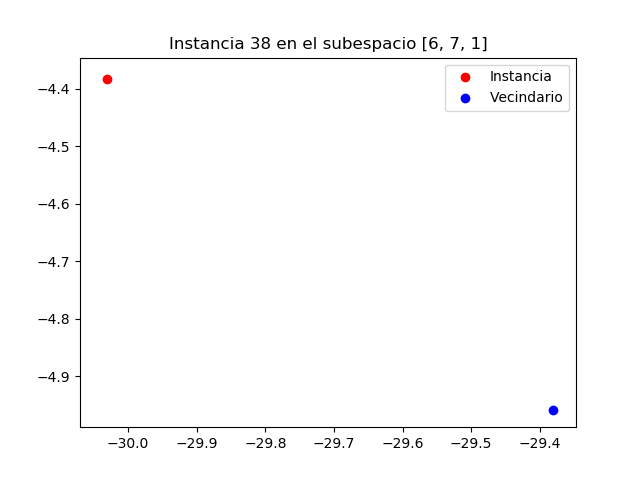 Instancia 38 en el subespacio [6, 7, 1]
Instancia
Vecindario
−4.4
−4.5
−4.6
−4.7
−4.8
−4.9
−30.0 −29.9 −29.8 −29.7 −29.6 −29.5 −29.4